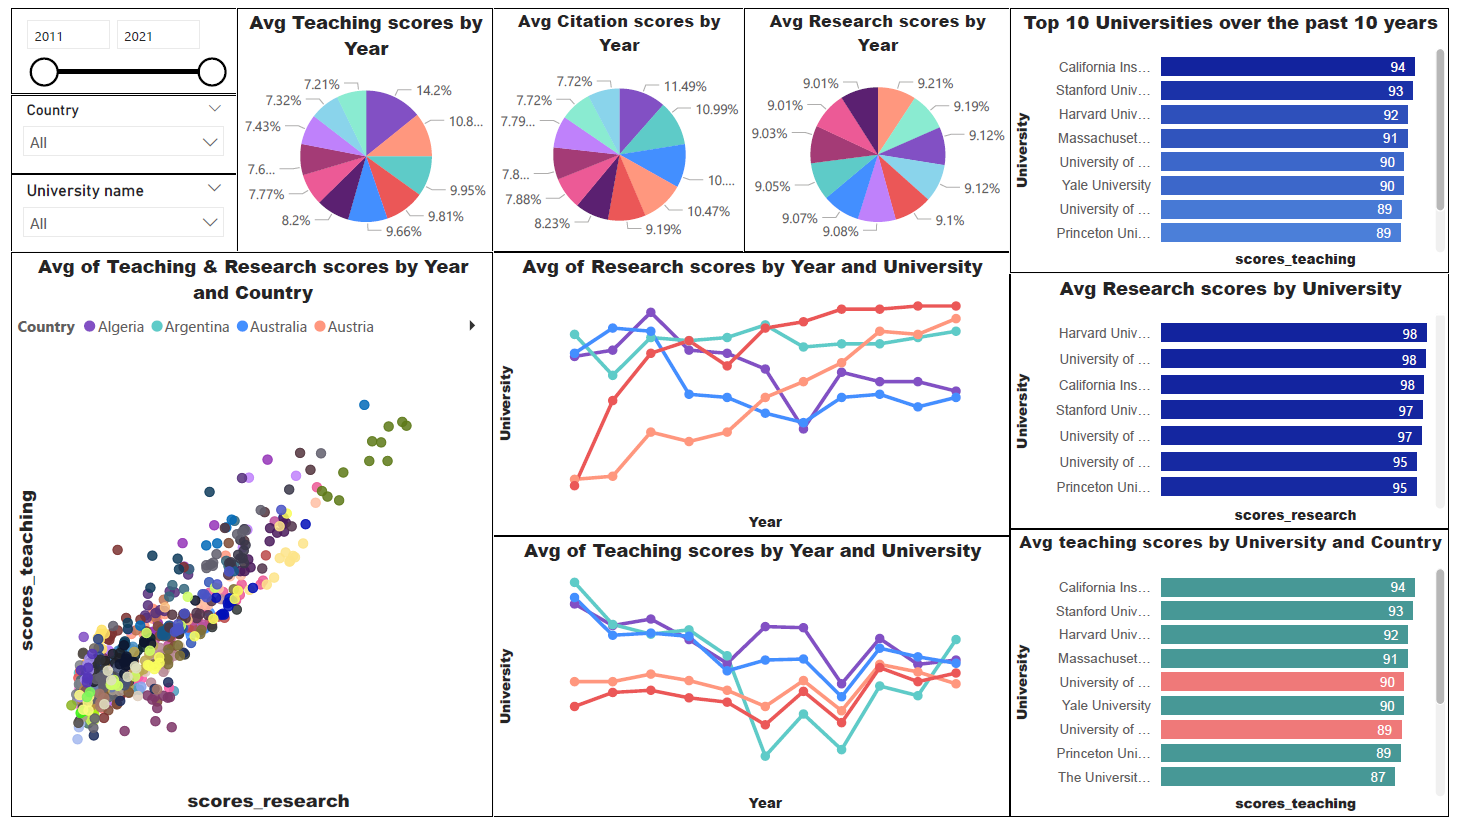 2011
2021
Country
All
University name
All
Avg Teaching scores by
Year
7.21%
14.2%
7.32%
10.8...
7.43%
7.6...
9.95%
7.77%
9.81%
8.2%
9.66%
Avg Citation scores by
Year
7.72%
11.49%
7.72%
10.99%
7.79...
7.8...
10....
7.88%
10.47%
8.23%
9.19%
Avg Research scores by
Year
9.01%
9.21%
9.01%
9.19%
9.03%
9.12%
9.05%
9.12%
9.07%
9.1%
9.08%
Top 10 Universities over the past 10 years
University
California Ins... 94
Stanford Univ... 93
Harvard Univ... 92
Massachuset... 91
University of ... 90
Yale University 90
University of ... 89
Princeton Uni... 89
scores_teaching
Avg of Teaching & Research scores by Year
and Country
Country Algeria Argentina Australia Austria
scores_teaching
scores_research
Avg of Research scores by Year and University
University
Year
Avg of Teaching scores by Year and University
University
Year
Avg Research scores by University
University
Harvard Univ... 98
University of ... 98
California Ins... 98
Stanford Univ... 97
University of ... 97
University of ... 95
Princeton Uni... 95
scores_research
Avg teaching scores by University and Country
University
California Ins... 94
Stanford Univ... 93
Harvard Univ... 92
Massachuset... 91
University of ... 90
Yale University 90
University of ... 89
Princeton Uni... 89
The Universit... 87
scores_teaching